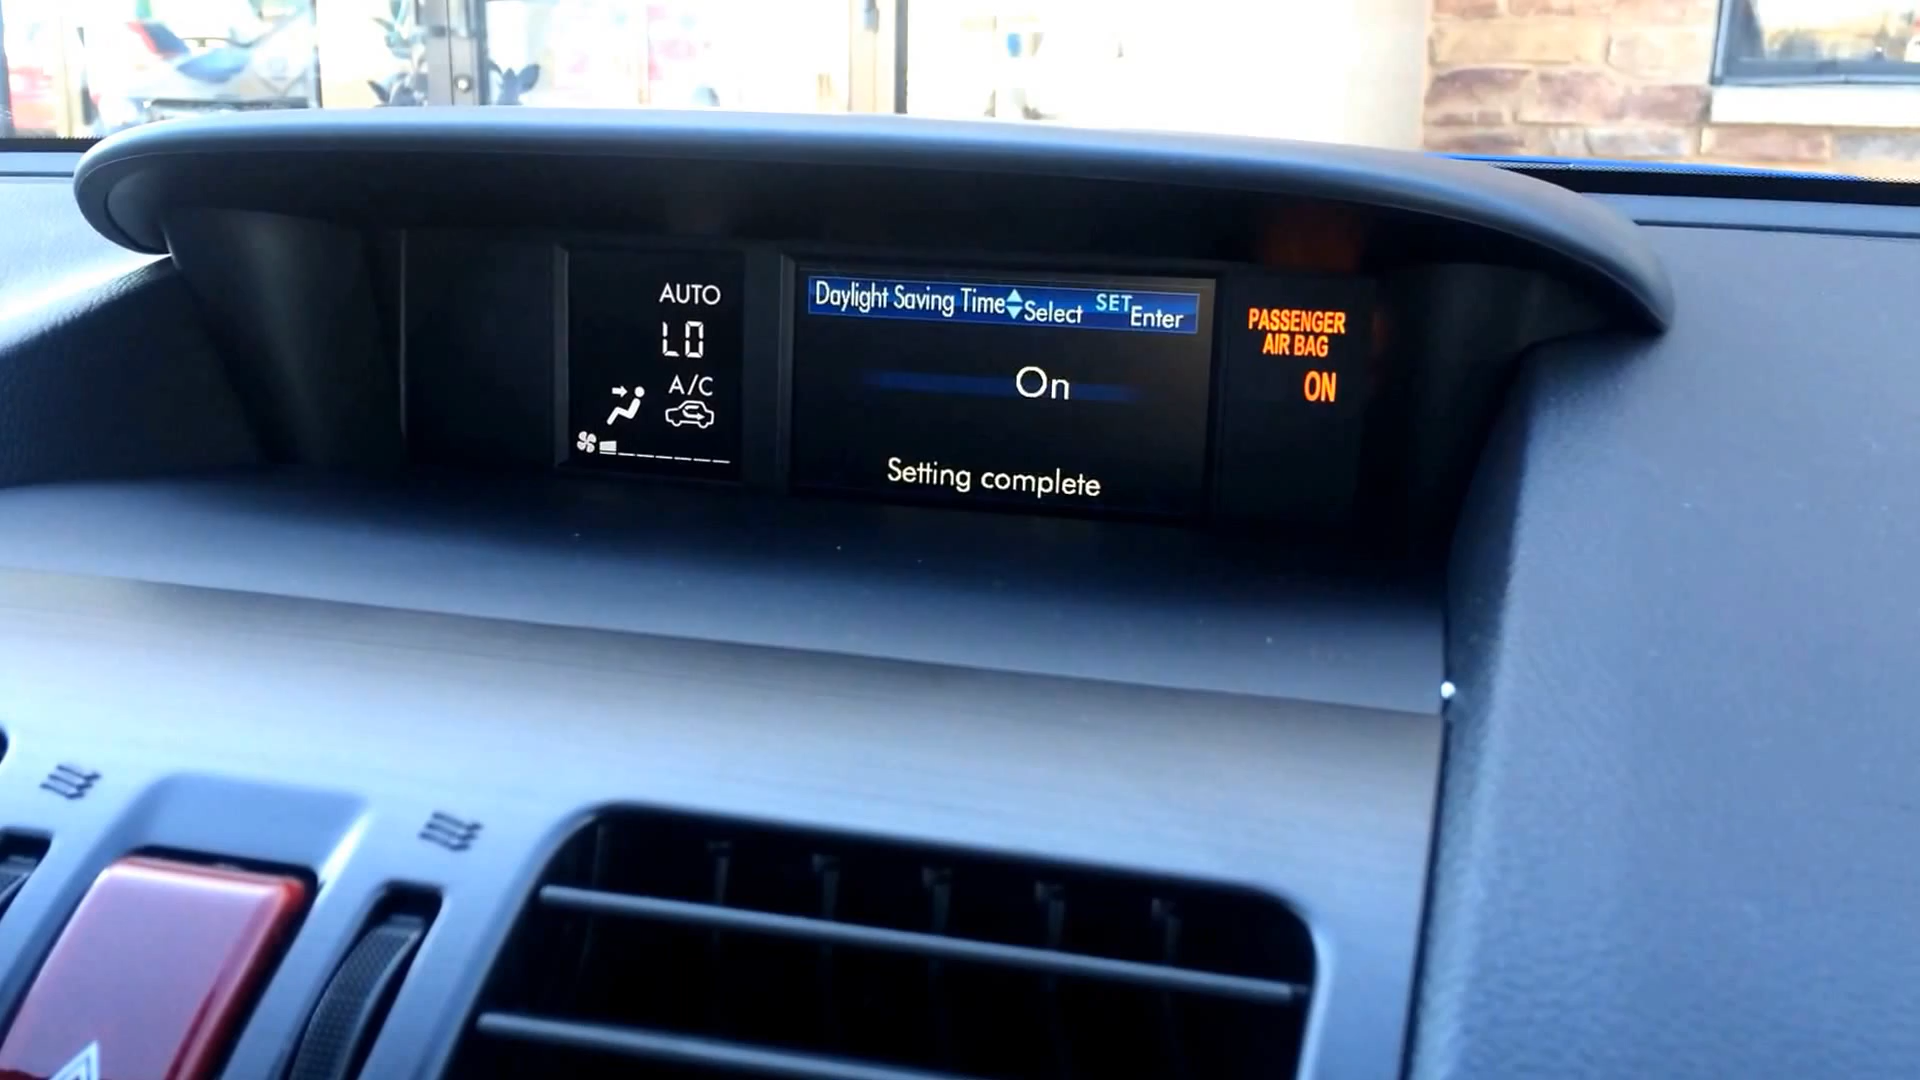 AUTO
LO
A/C
Daylight Saving Time Select SET Enter
On
Setting complete
PASSENGER
AIR BAG
ON